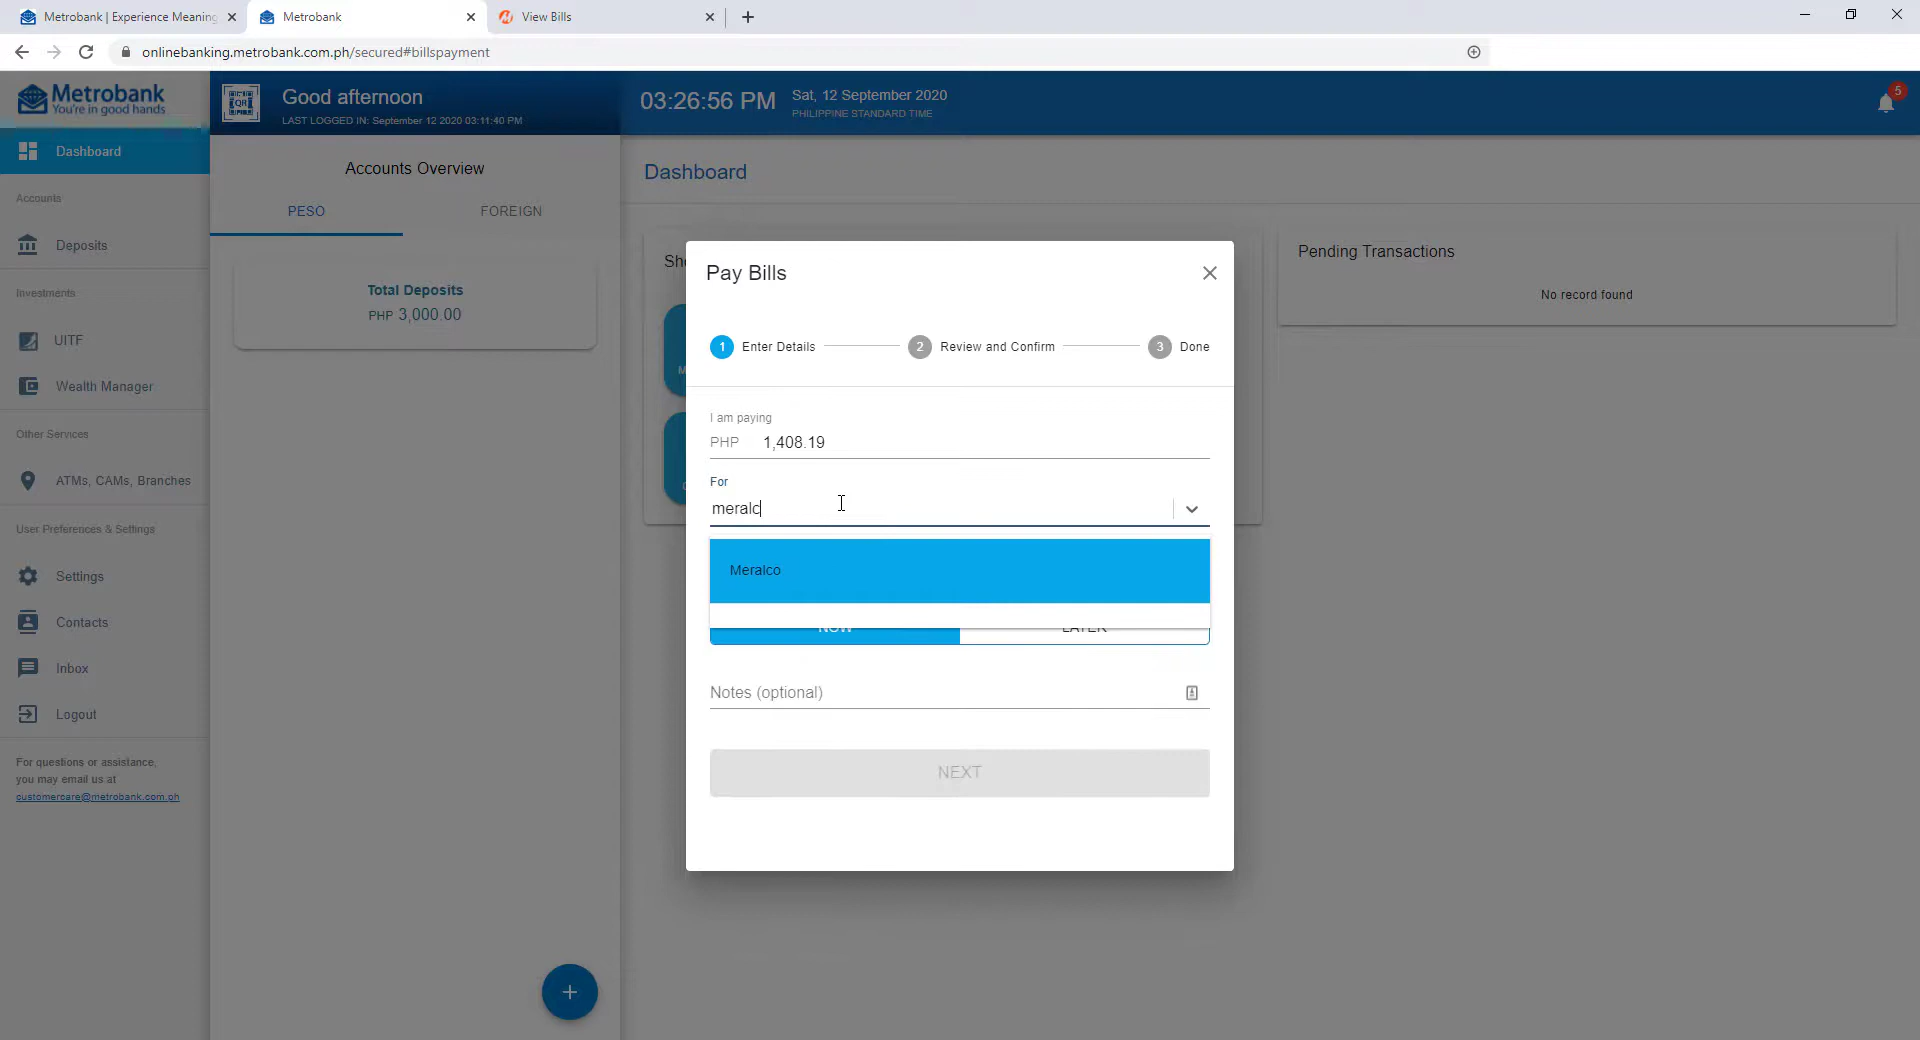 Metrobank | Experience Meaning
Metrobank
View Bills
onlinebanking.metrobank.com.ph/secured#billspayment
Metrobank
You're in good hands
QR
Good afternoon
LAST LOGGED IN: September 12 2020 03:11:40 PM
03:26:56 PM
Sat, 12 September 2020
PHILIPPINE STANDARD TIME
5
Dashboard
Accounts
Deposits
Investments
UITF
Wealth Manager
Other Services
ATMs, CAMs, Branches
User Preferences & Settings
Settings
Contacts
Inbox
Logout
For questions or assistance,
you may email us at
customercare@metrobank.com.ph
Accounts Overview
PESO
FOREIGN
Total Deposits
PHP 3,000.00
Dashboard
Pending Transactions
No record found
Pay Bills
1 Enter Details
2 Review and Confirm
3 Done
I am paying
PHP 1,408.19
For
meralc
Meralco
NOW
LATER
Notes (optional)
NEXT